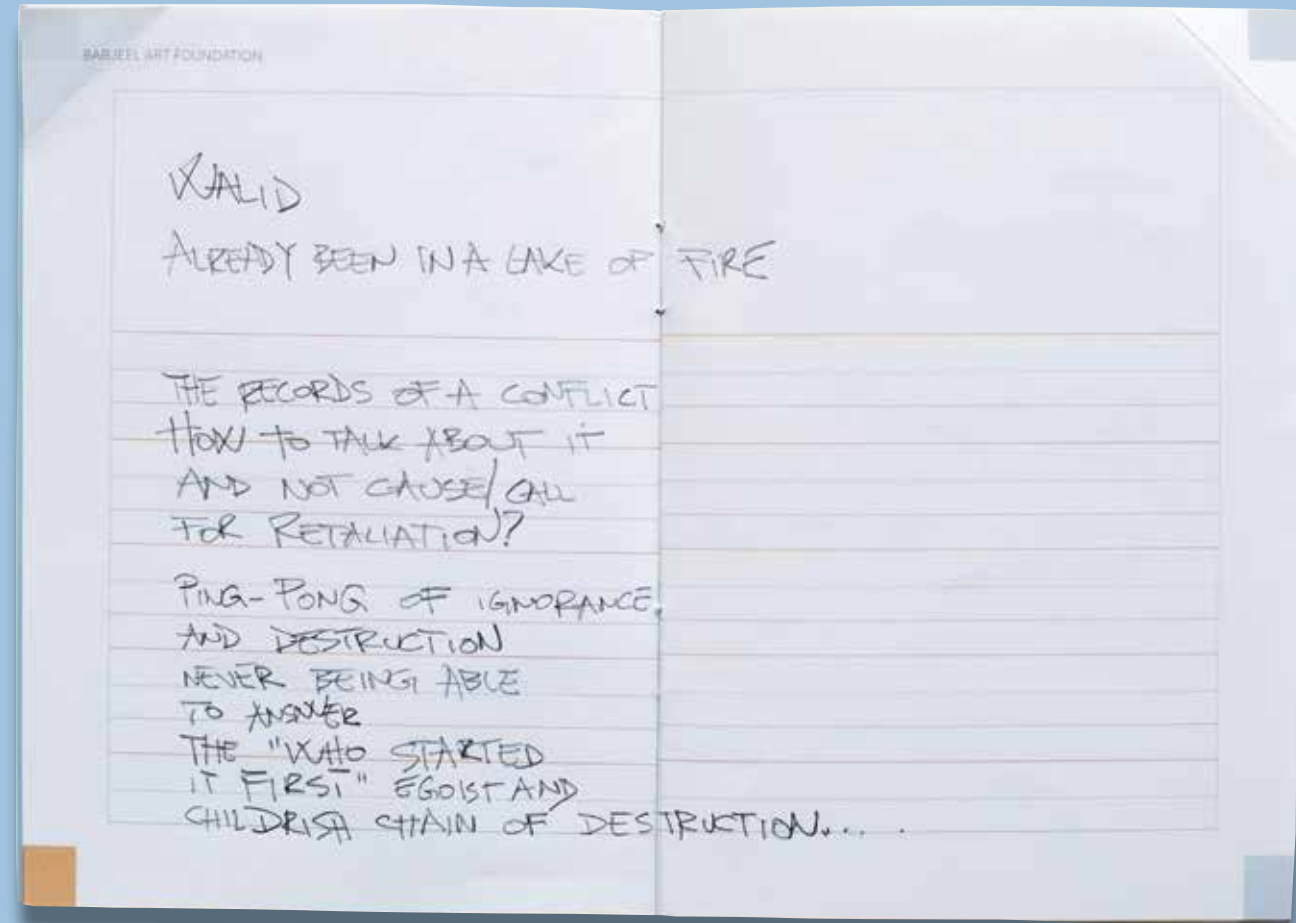 BARJEEL ART FOUNDATION
WALID
ALREADY BEEN IN A LAKE OF FIRE
THE RECORDS OF A CONFLICT
HOW TO TALK ABOUT IT
AND NOT CAUSE/CALL
FOR RETALIATION?
PING-PONG OF IGNORANCE
AND DESTRUCTION
NEVER BEING ABLE
TO ANSWER
THE "WHO STARTED
IT FIRST" EGOIST AND
CHILDRISH CHAIN OF DESTRUCTION....